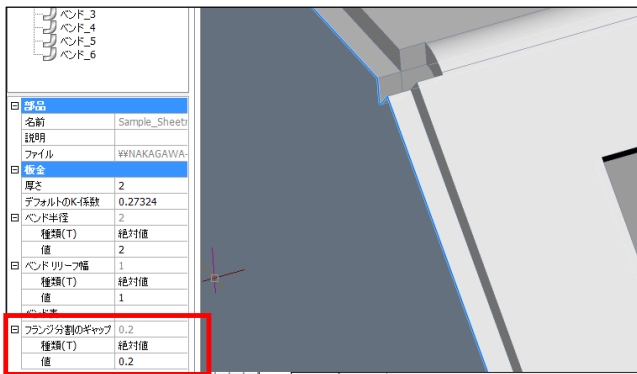 ベンド_3
ベンド_4
ベンド_5
ベンド_6
部品
名前 Sample_Sheetm
説明
ファイル ¥¥NAKAGAWA-
板金
厚さ 2
デフォルトのK-係数 0.27324
ベンド半径 2
種類(T) 絶対値
値 2
ベンド リリーフ幅 1
種類(T) 絶対値
値 1
フランジ分割のギャップ 0.2
種類(T) 絶対値
値 0.2